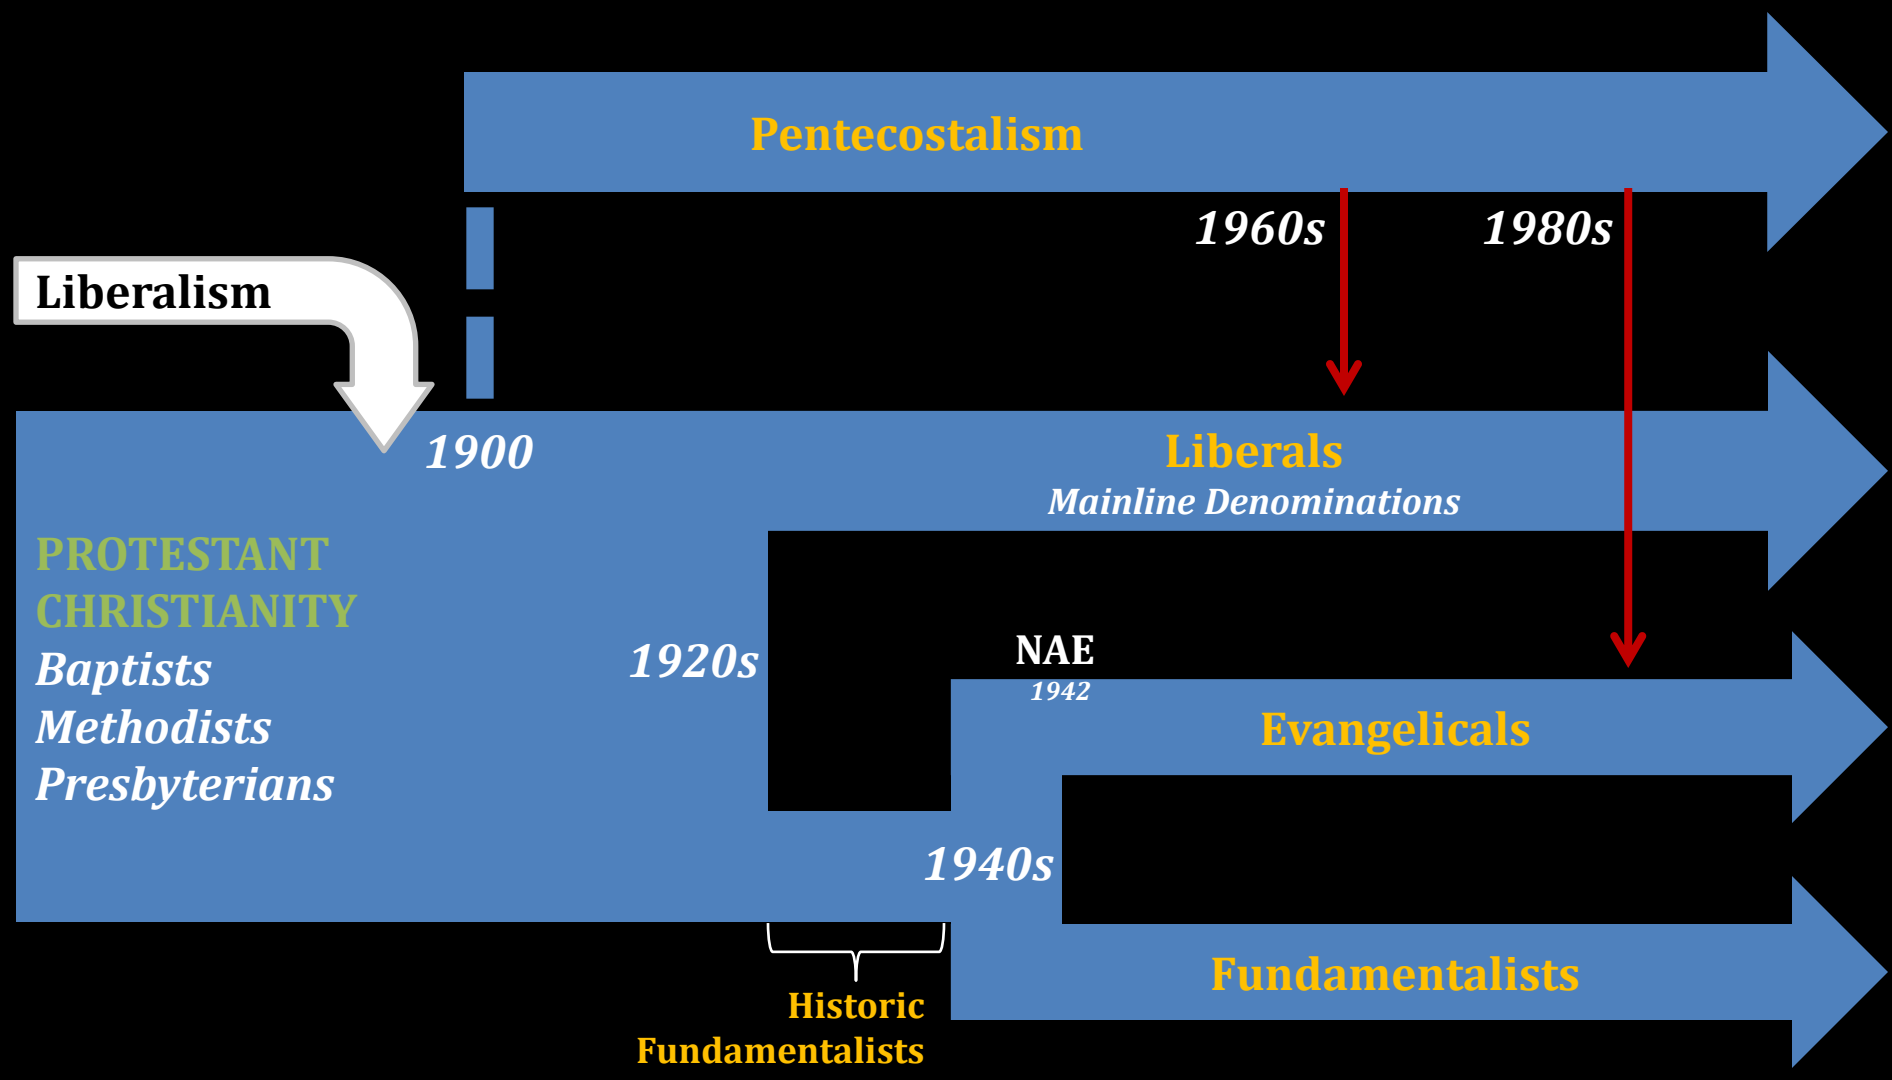 Pentecostalism
1960s
1980s
Liberalism
1900
Liberals
Mainline Denominations
PROTESTANT
CHRISTIANITY
Baptists
Methodists
Presbyterians
1920s
NAE
1942
Evangelicals
1940s
Fundamentalists
Historic
Fundamentalists